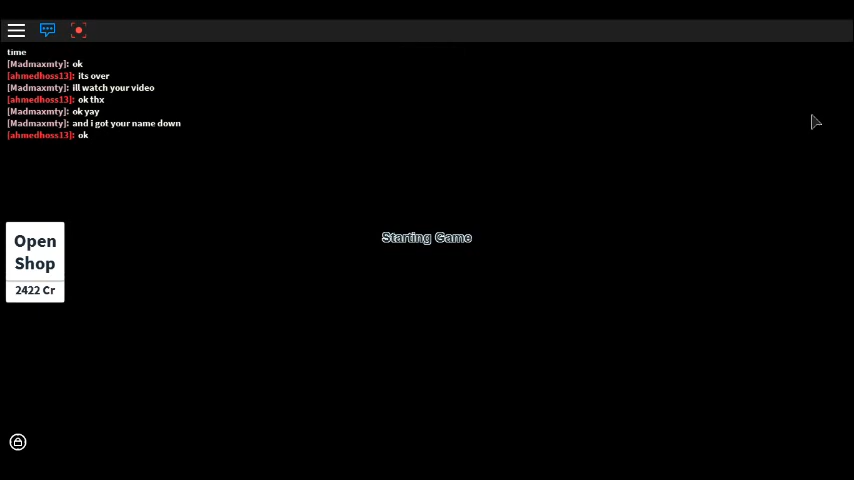 time
[Madmaxmty]: ok
[ahmedhoss13]: its over
[Madmaxmty]: ill watch your video
[ahmedhoss13]: ok thx
[Madmaxmty]: ok yay
[Madmaxmty]: and i got your name down
[ahmedhoss13]: ok
Starting Game
Open
Shop
2422 Cr